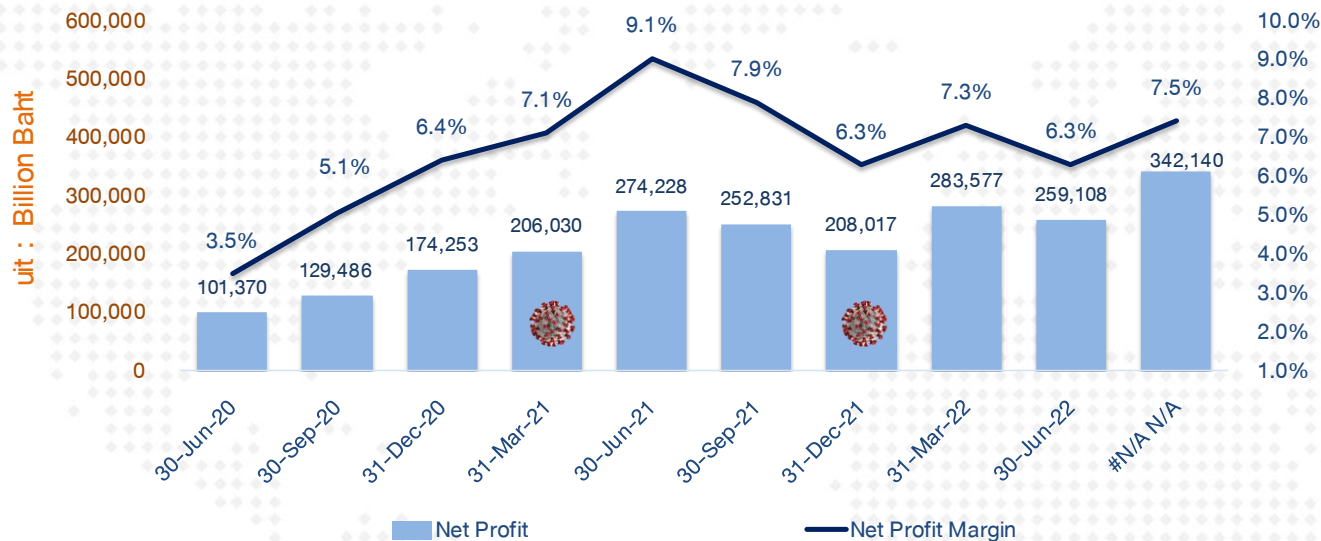 uit : Billion Baht
600,000
500,000
400,000
300,000
200,000
100,000
0
10.0%
9.0%
8.0%
7.0%
6.0%
5.0%
4.0%
3.0%
2.0%
1.0%
3.5%
5.1%
6.4%
7.1%
9.1%
7.9%
6.3%
7.3%
6.3%
7.5%
101,370
129,486
174,253
206,030
274,228
252,831
208,017
283,577
259,108
342,140
30-Jun-20
30-Sep-20
31-Dec-20
31-Mar-21
30-Jun-21
30-Sep-21
31-Dec-21
31-Mar-22
30-Jun-22
#N/A N/A
Net Profit
Net Profit Margin